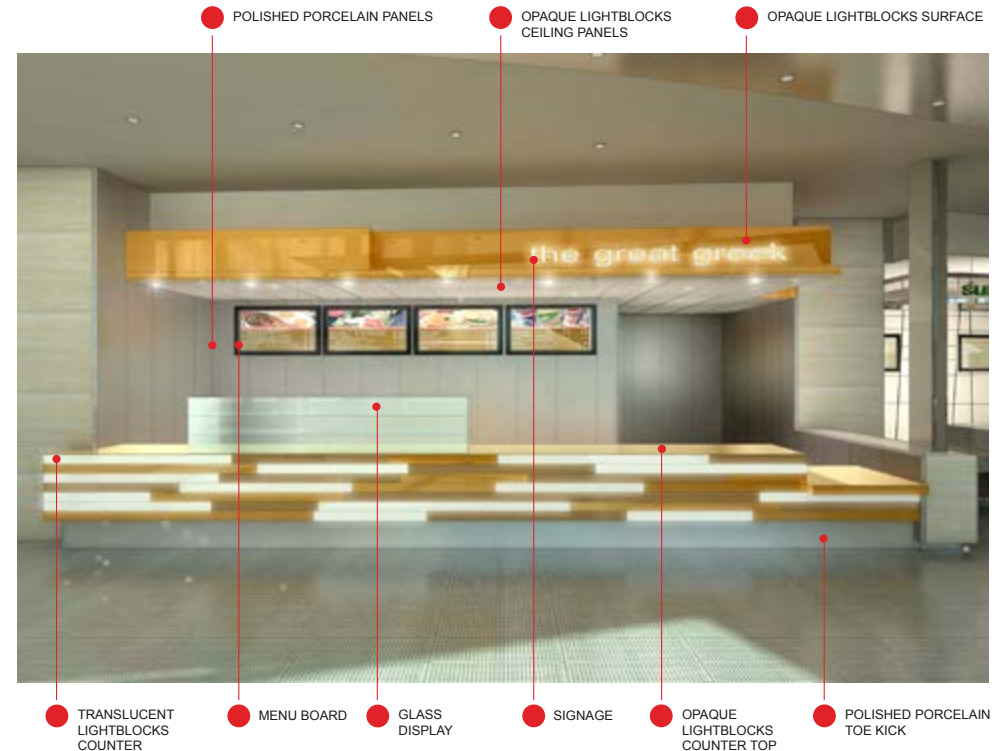 POLISHED PORCELAIN PANELS
OPAQUE LIGHTBLOCKS
CEILING PANELS
OPAQUE LIGHTBLOCKS SURFACE
the great greek
TRANSLUCENT
LIGHTBLOCKS
COUNTER
MENU BOARD
GLASS
DISPLAY
SIGNAGE
OPAQUE
LIGHTBLOCKS
COUNTER TOP
POLISHED PORCELAIN
TOE KICK